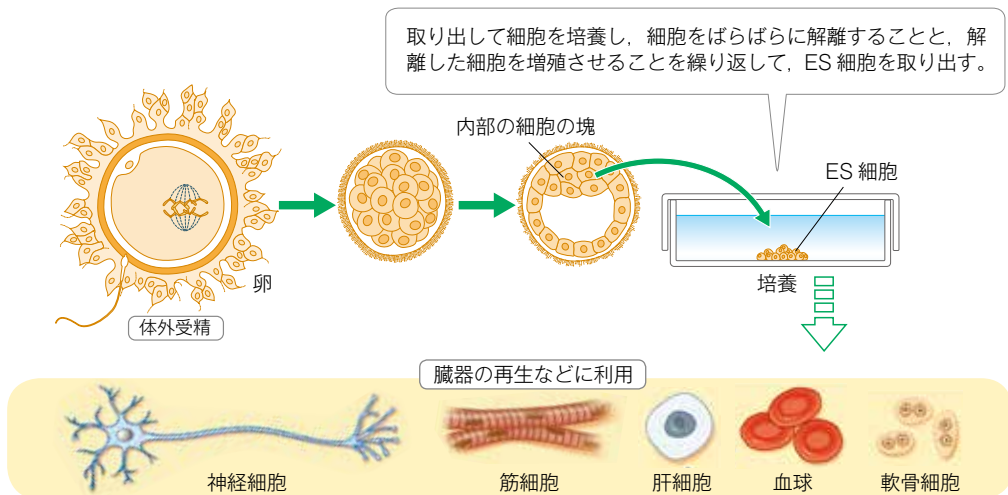 取り出して細胞を培養し，細胞をばらばらに解離することと，解
離した細胞を増殖させることを繰り返して，ES 細胞を取り出す。
内部の細胞の塊
ES 細胞
卵
培養
体外受精
臓器の再生などに利用
神経細胞
筋細胞
肝細胞
血球
軟骨細胞